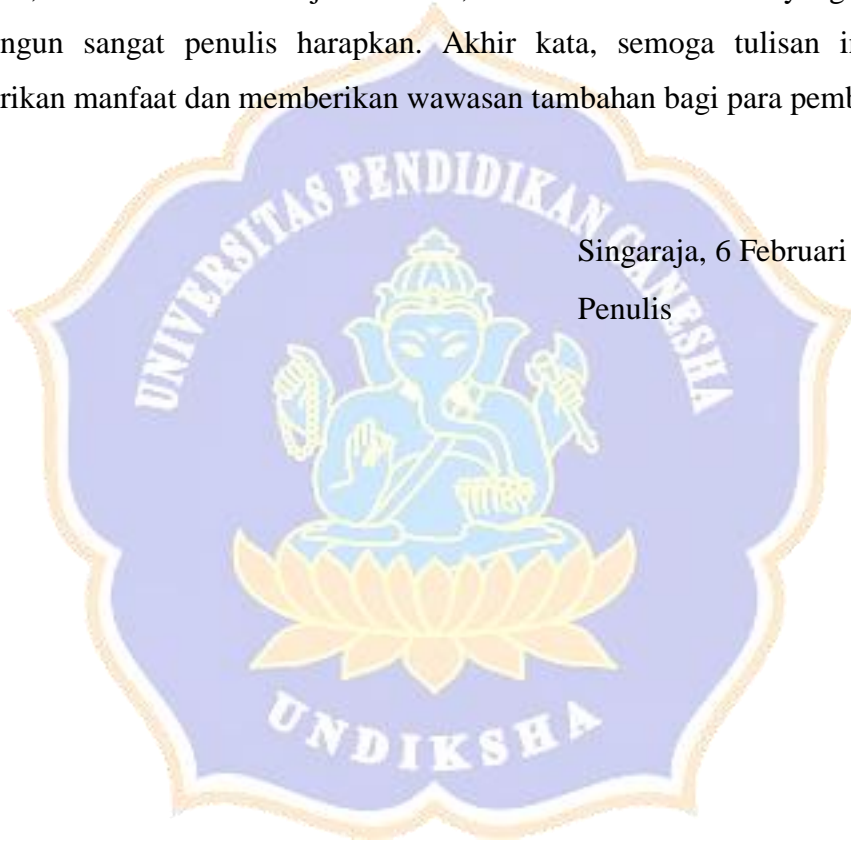 ngun sangat penulis harapkan. Akhir kata, semoga tulisan
rikan manfaat dan memberikan wawasan tambahan bagi para
Singaraja, 6 Februari
Penulis
UNIVERSITAS PENDIDIKAN GANESHA
UNDIKSHA